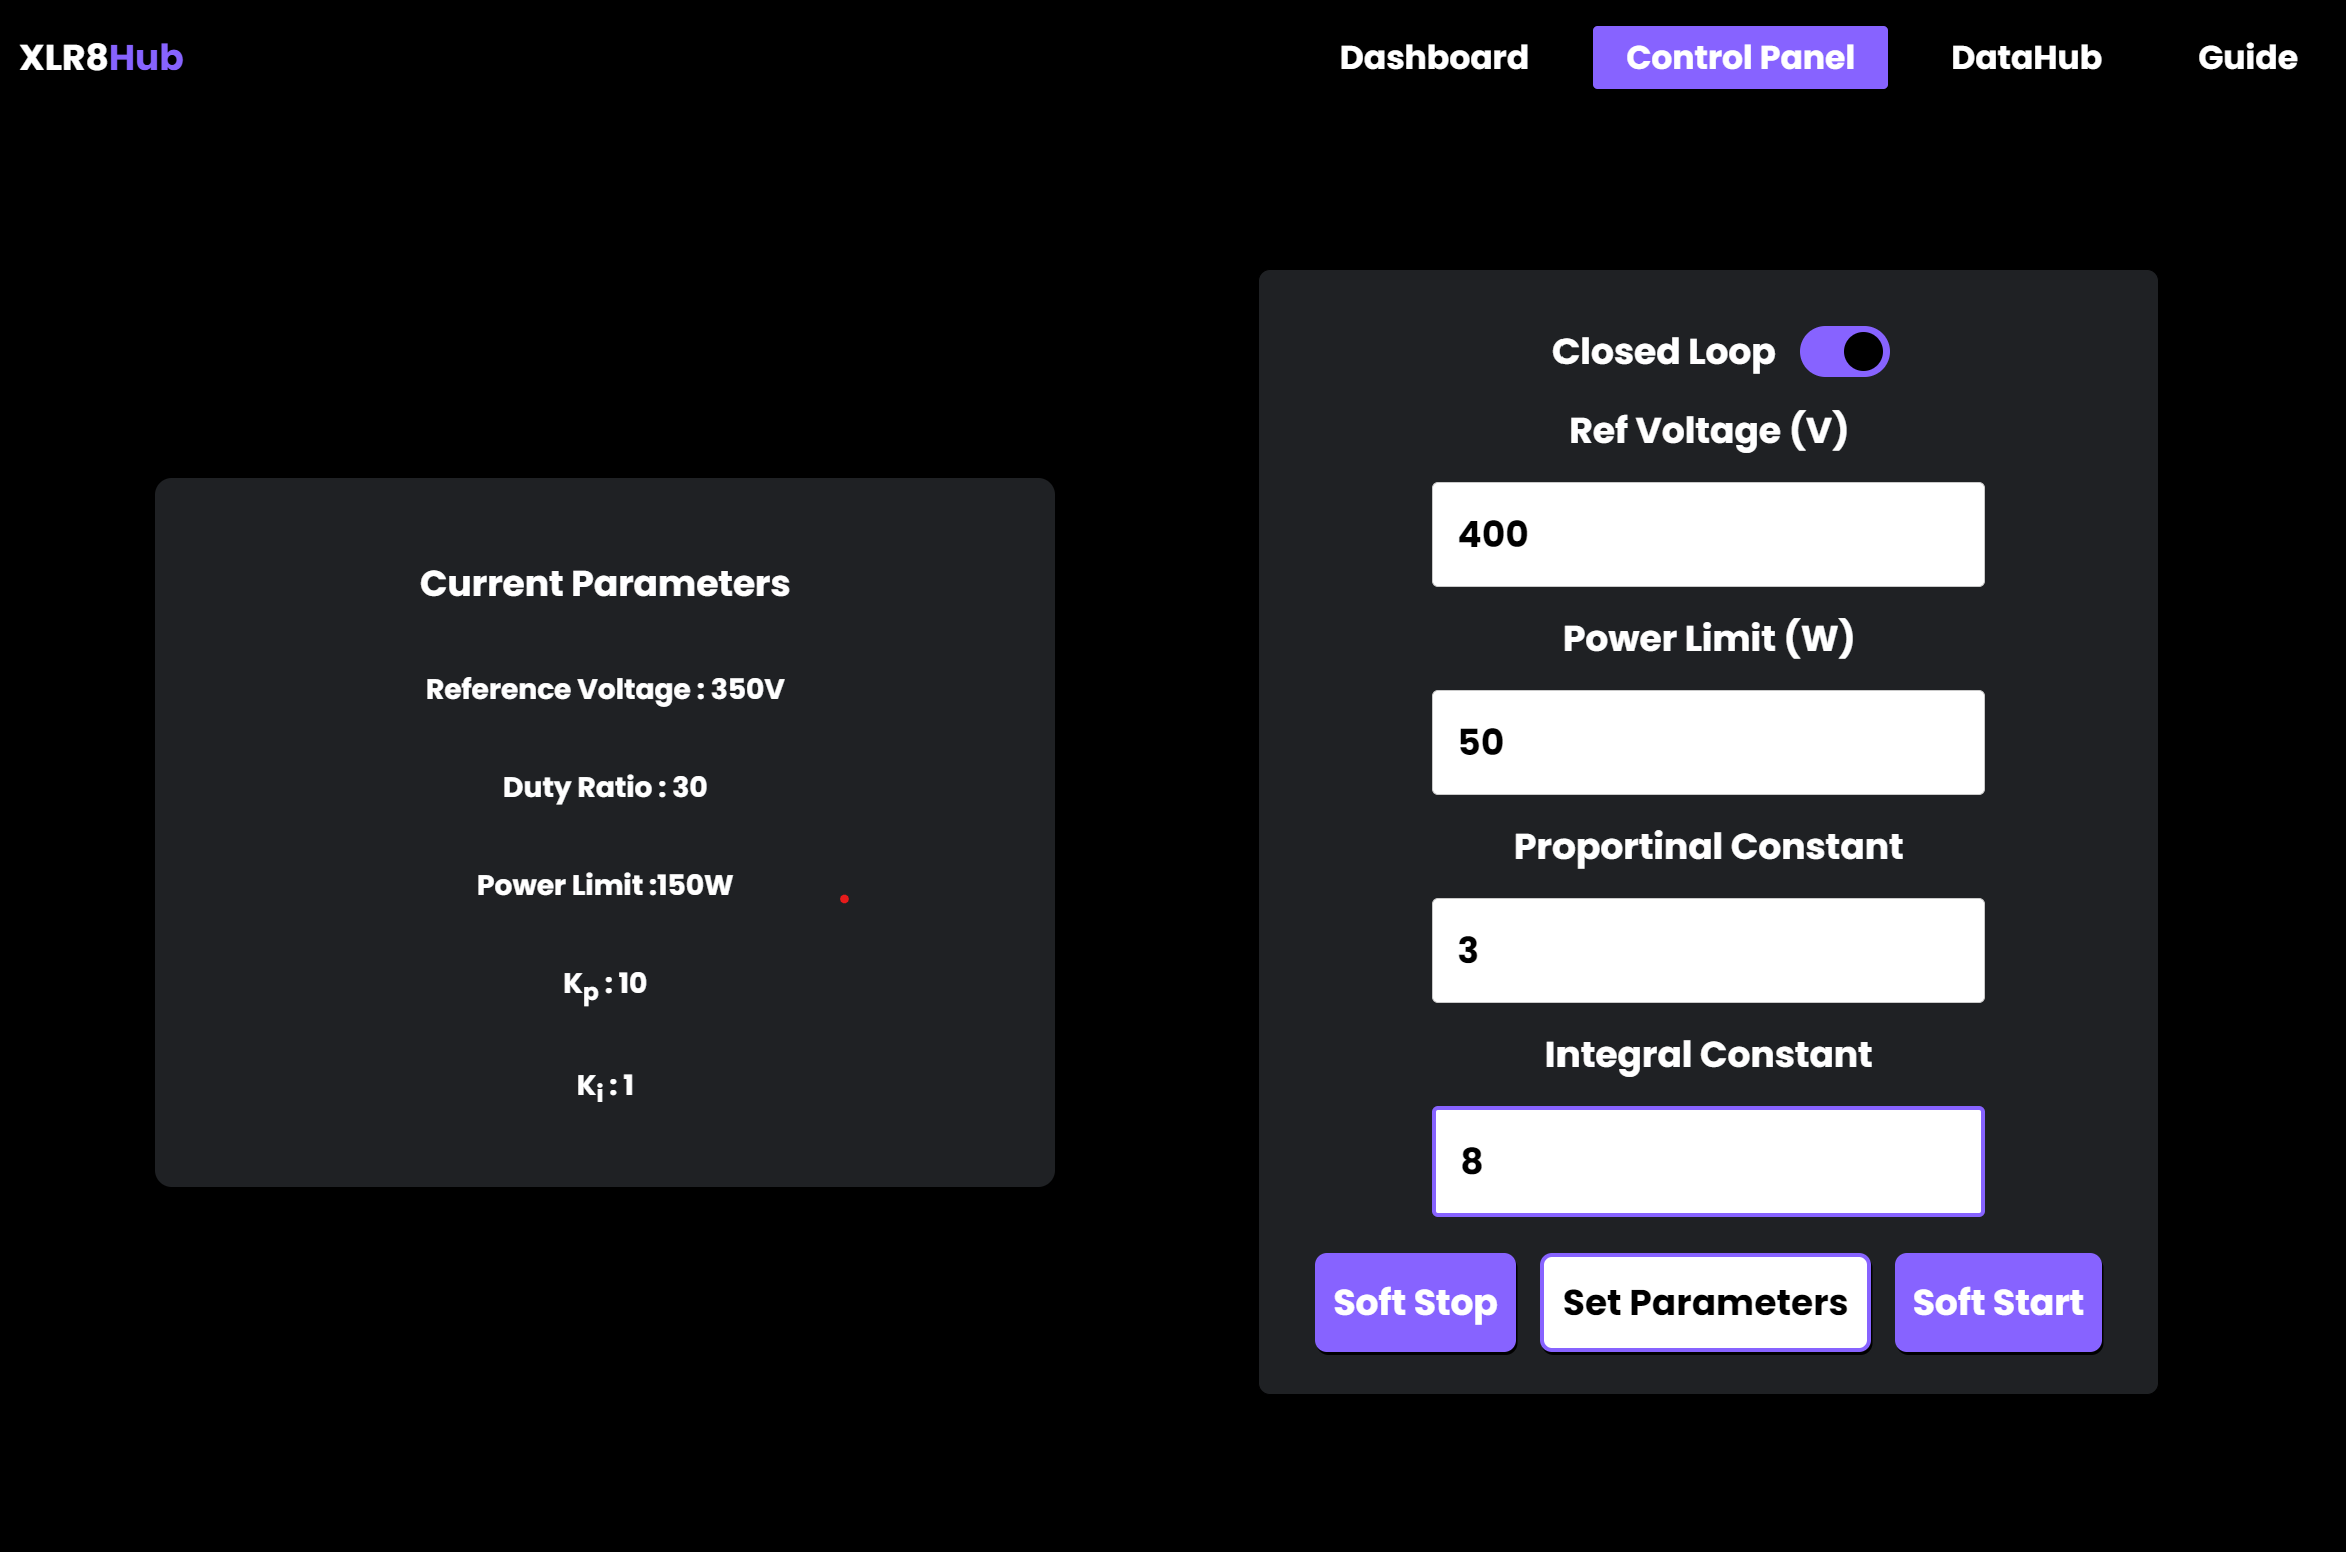 XLR8Hub
Dashboard
Control Panel
DataHub
Guide
Current Parameters
Reference Voltage : 350V
Duty Ratio : 30
Power Limit :150W
Kp : 10
Ki : 1
Closed Loop
Ref Voltage (V)
400
Power Limit (W)
50
Proportinal Constant
3
Integral Constant
8
Soft Stop
Set Parameters
Soft Start